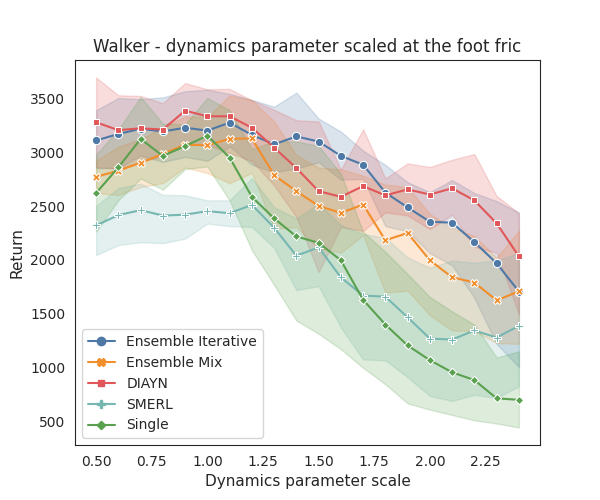 Walker - dynamics parameter scaled at the foot fric
Return
3500
3000
2500
2000
1500
1000
500
Ensemble Iterative
Ensemble Mix
DIAYN
SMERL
Single
0.50 0.75 1.00 1.25 1.50 1.75 2.00 2.25
Dynamics parameter scale